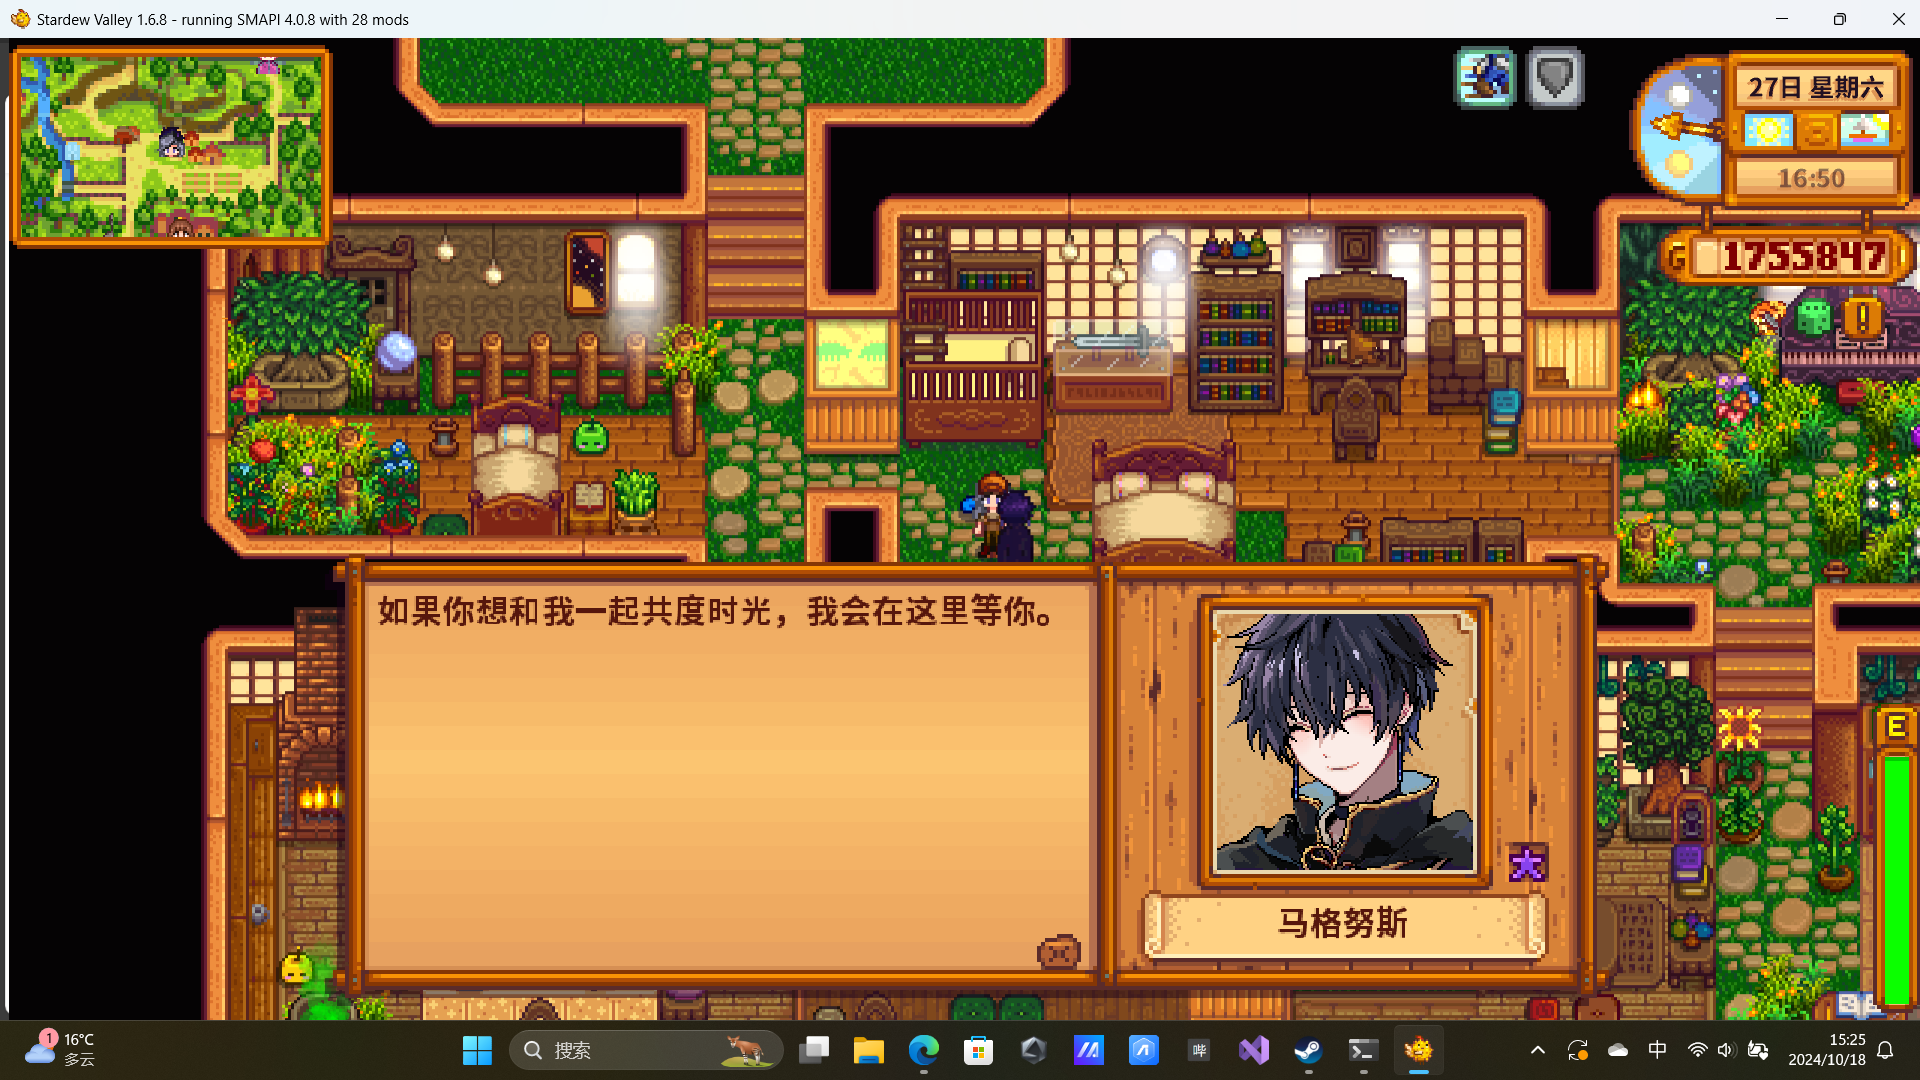 Stardew Valley 1.6.8 - running SMAPI 4.0.8 with 28 mods
27日 星期六
16:50
G 1755847
!
如果你想和我一起共度时光，我会在这里等你。
马格努斯
E
1
16°C
多云
搜索
哔
中
15:25
2024/10/18